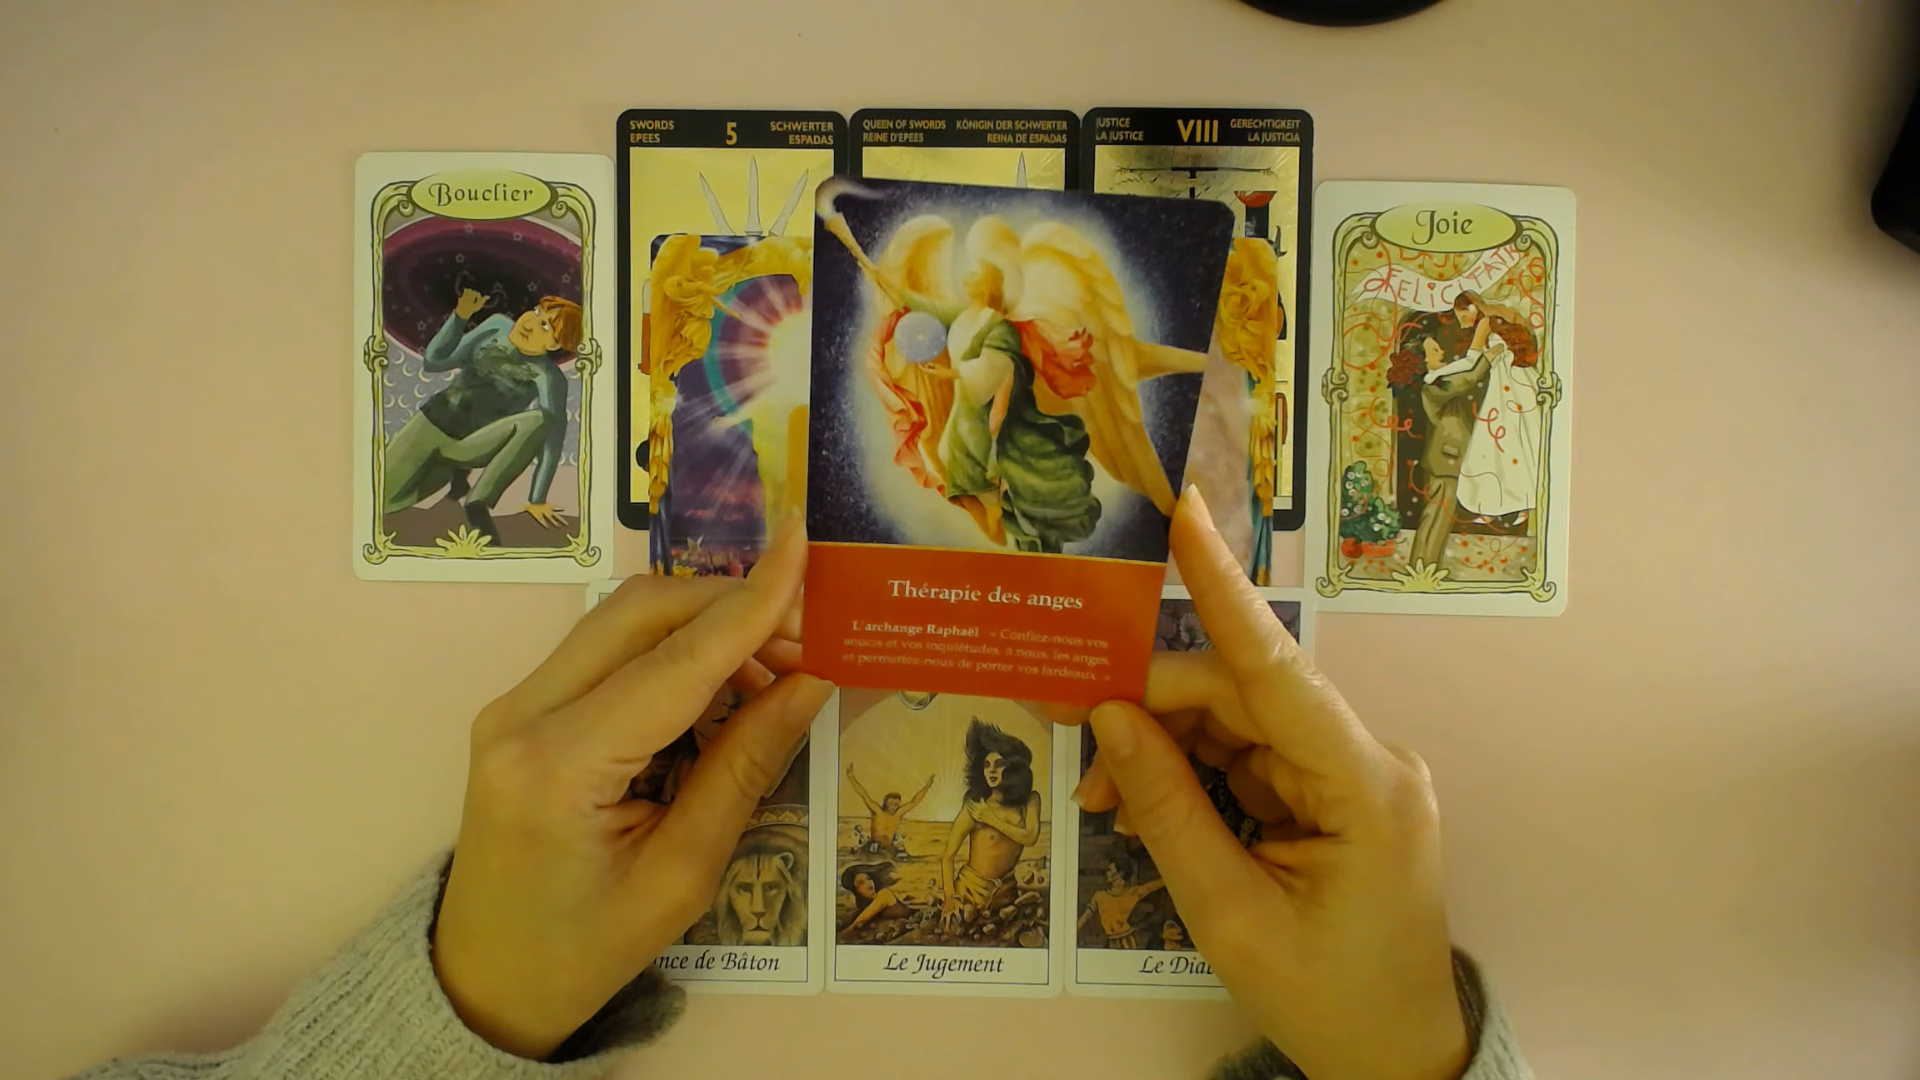 SWORDS 5 SCHWERTER
EPEES ESPADAS
QUEEN OF SWORDS KÖNIGIN DER SCHWERTER
REINE D'EPEES REINA DE ESPADAS
JUSTICE VIII GERECHTIGKEIT
LA JUSTICE LA JUSTICIA
Bouclier
Joie
FELICITATI
Thérapie des anges
L'archange Raphaël « Confiez-nous vos
soucis et vos inquiétudes, à nous, les anges,
et permettez-nous de porter vos fardeaux. »
nce de Bâton
Le Jugement
Le Dia